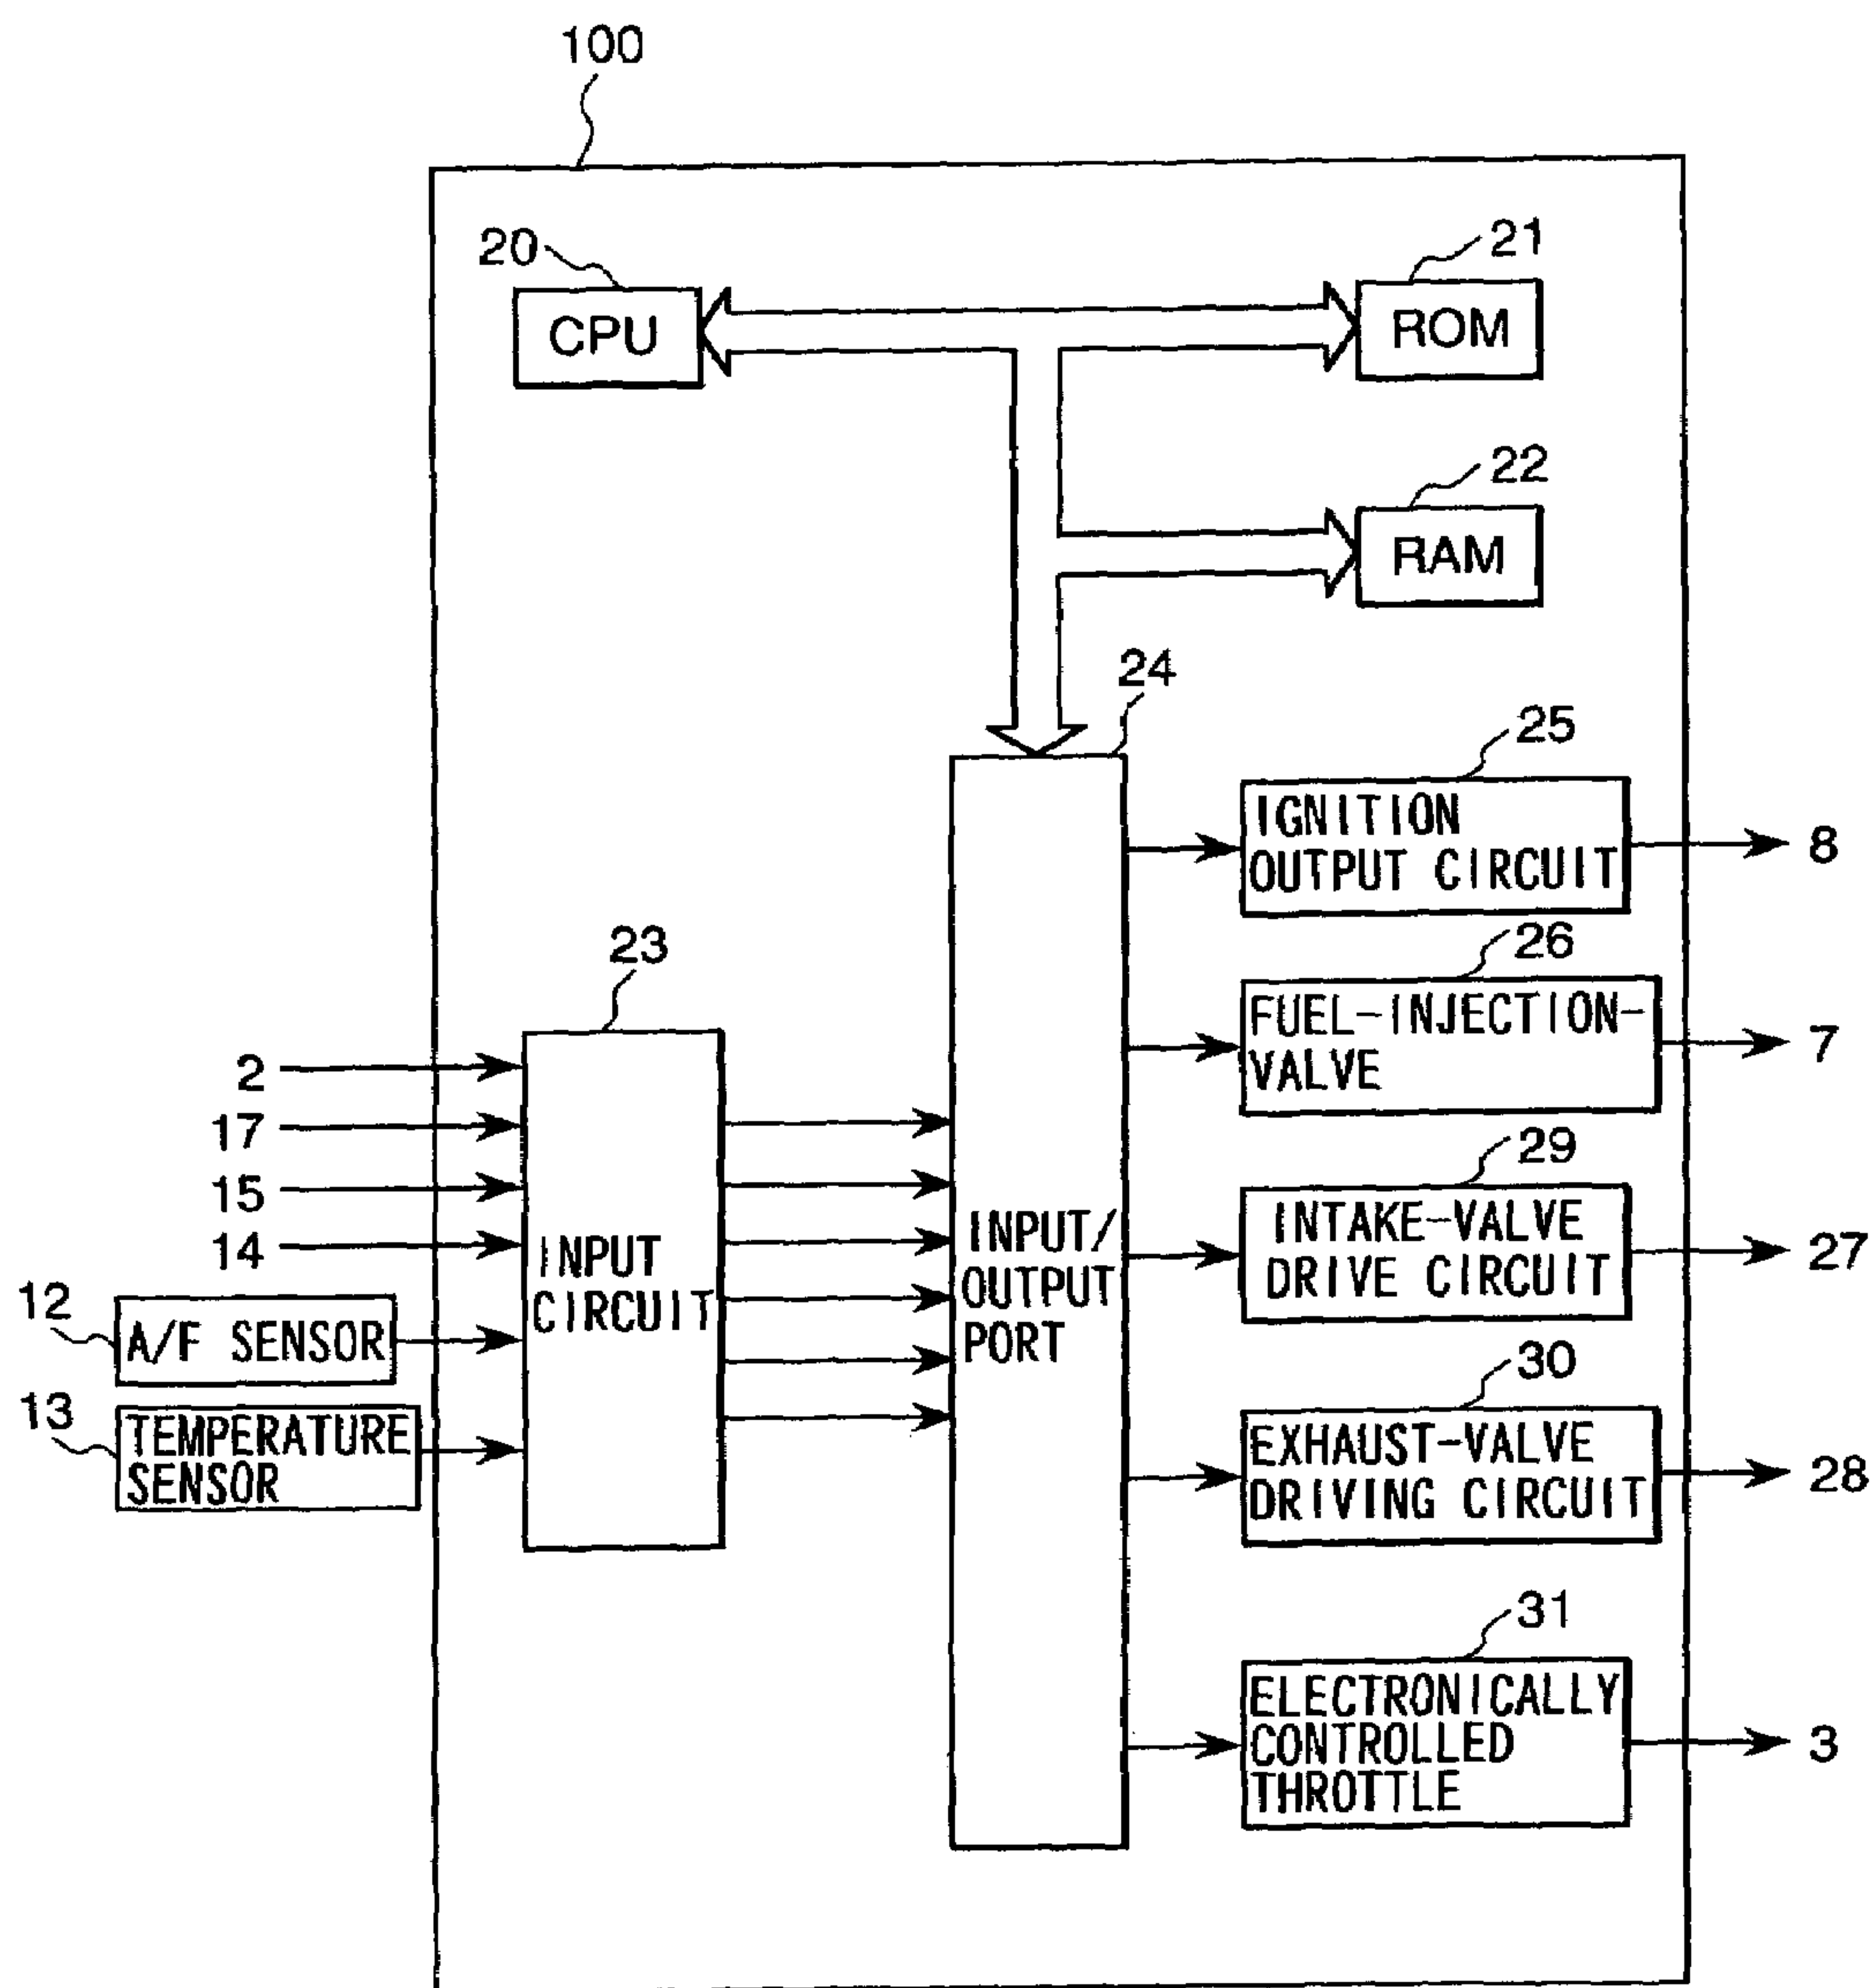 100
20
CPU
21
ROM
22
RAM
24
INPUT/
OUTPUT
PORT
25
IGNITION
OUTPUT CIRCUIT
8
26
FUEL-INJECTION-
VALVE
7
23
INPUT
CIRCUIT
2
17
15
14
12
A/F SENSOR
13
TEMPERATURE
SENSOR
29
INTAKE-VALVE
DRIVE CIRCUIT
27
30
EXHAUST-VALVE
DRIVING CIRCUIT
28
31
ELECTRONICALLY
CONTROLLED
THROTTLE
3